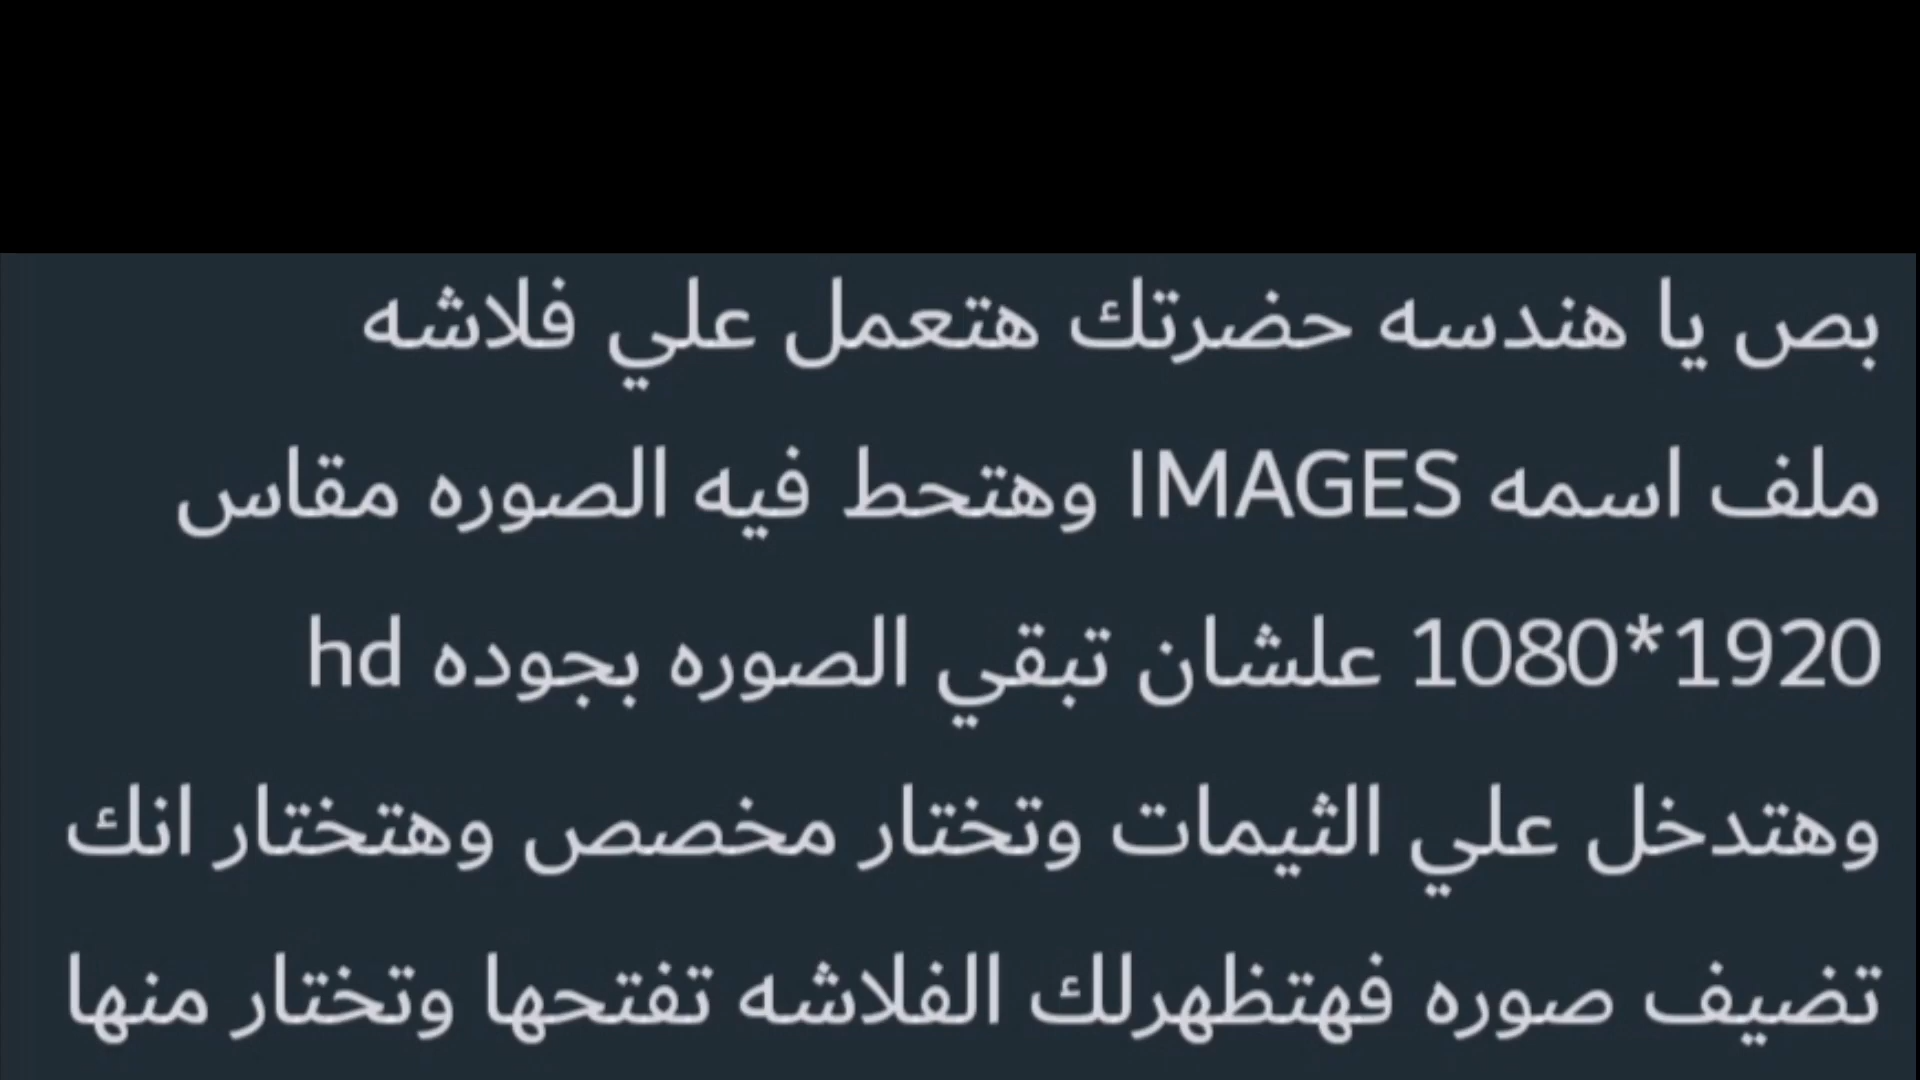 بص يا هندسه حضرتك هتعمل علي فلاشه
ملف اسمه IMAGES وهتحط فيه الصوره مقاس
1920*1080 علشان تبقي الصوره بجوده hd
وهتدخل علي الثيمات وتختار مخصص وهتختار انك
تضيف صوره فهتظهرلك الفلاشه تفتحها وتختار منها